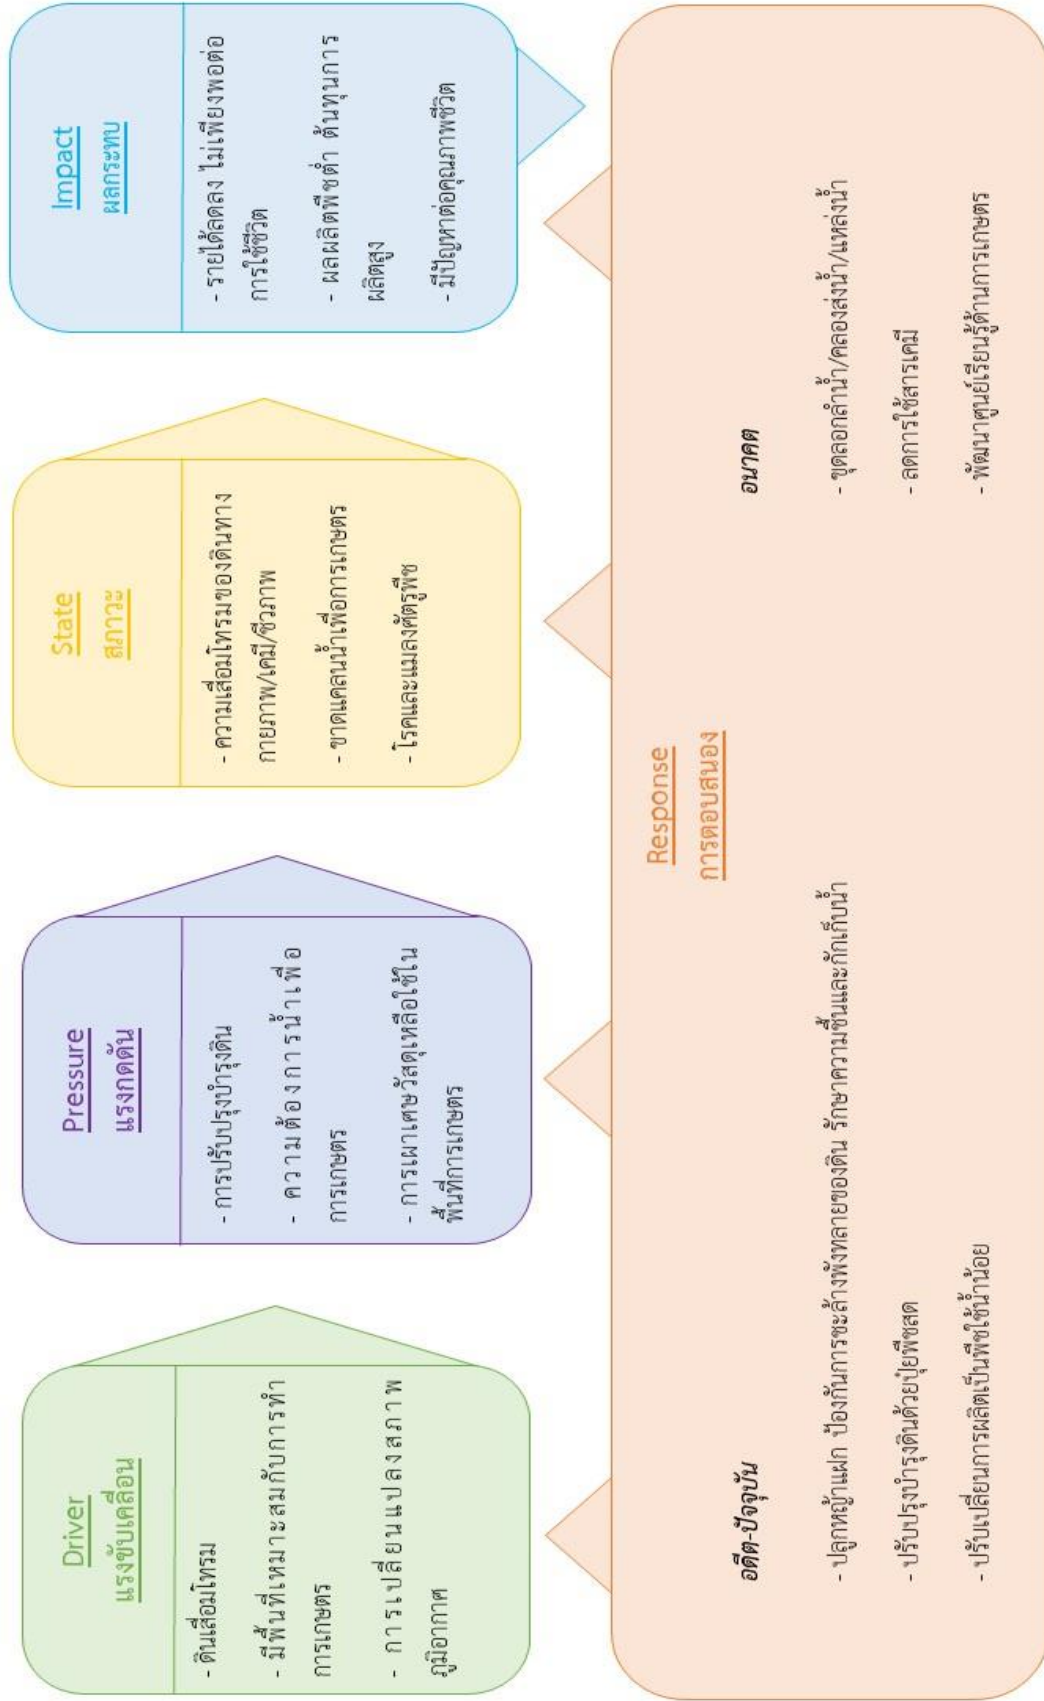 Driver
แรงขับเคลื่อน
- ดินเสื่อมโทรม
- มีพื้นที่เหมาะสมกับการทำ
การเกษตร
- การเปลี่ยนแปลงสภาพ
ภูมิอากาศ
Pressure
แรงกดดัน
- การปรับปรุงบำรุงดิน
- ความต้องการน้ำเพื่อ
การเกษตร
- การเผาเศษวัสดุเหลือใช้ใน
พื้นที่การเกษตร
State
สภาวะ
- ความเสื่อมโทรมของดินทาง
กายภาพ/เคมี/ชีวภาพ
- ขาดแคลนน้ำเพื่อการเกษตร
- โรคและแมลงศัตรูพืช
Impact
ผลกระทบ
- รายได้ลดลง ไม่เพียงพอต่อ
การใช้ชีวิต
- ผลผลิตพืชต่ำ ต้นทุนการ
ผลิตสูง
- มีปัญหาต่อคุณภาพชีวิต
Response
การตอบสนอง
อดีต-ปัจจุบัน
- ปลูกหญ้าแฝก ป้องกันการชะล้างพังทลายของดิน รักษาความชื้นและกักเก็บน้ำ
- ปรับปรุงบำรุงดินด้วยปุ๋ยพืชสด
- ปรับเปลี่ยนการผลิตเป็นพืชใช้น้ำน้อย
อนาคต
- ขุดลอกลำน้ำ/คลองส่งน้ำ/แหล่งน้ำ
- ลดการใช้สารเคมี
- พัฒนาศูนย์เรียนรู้ด้านการเกษตร